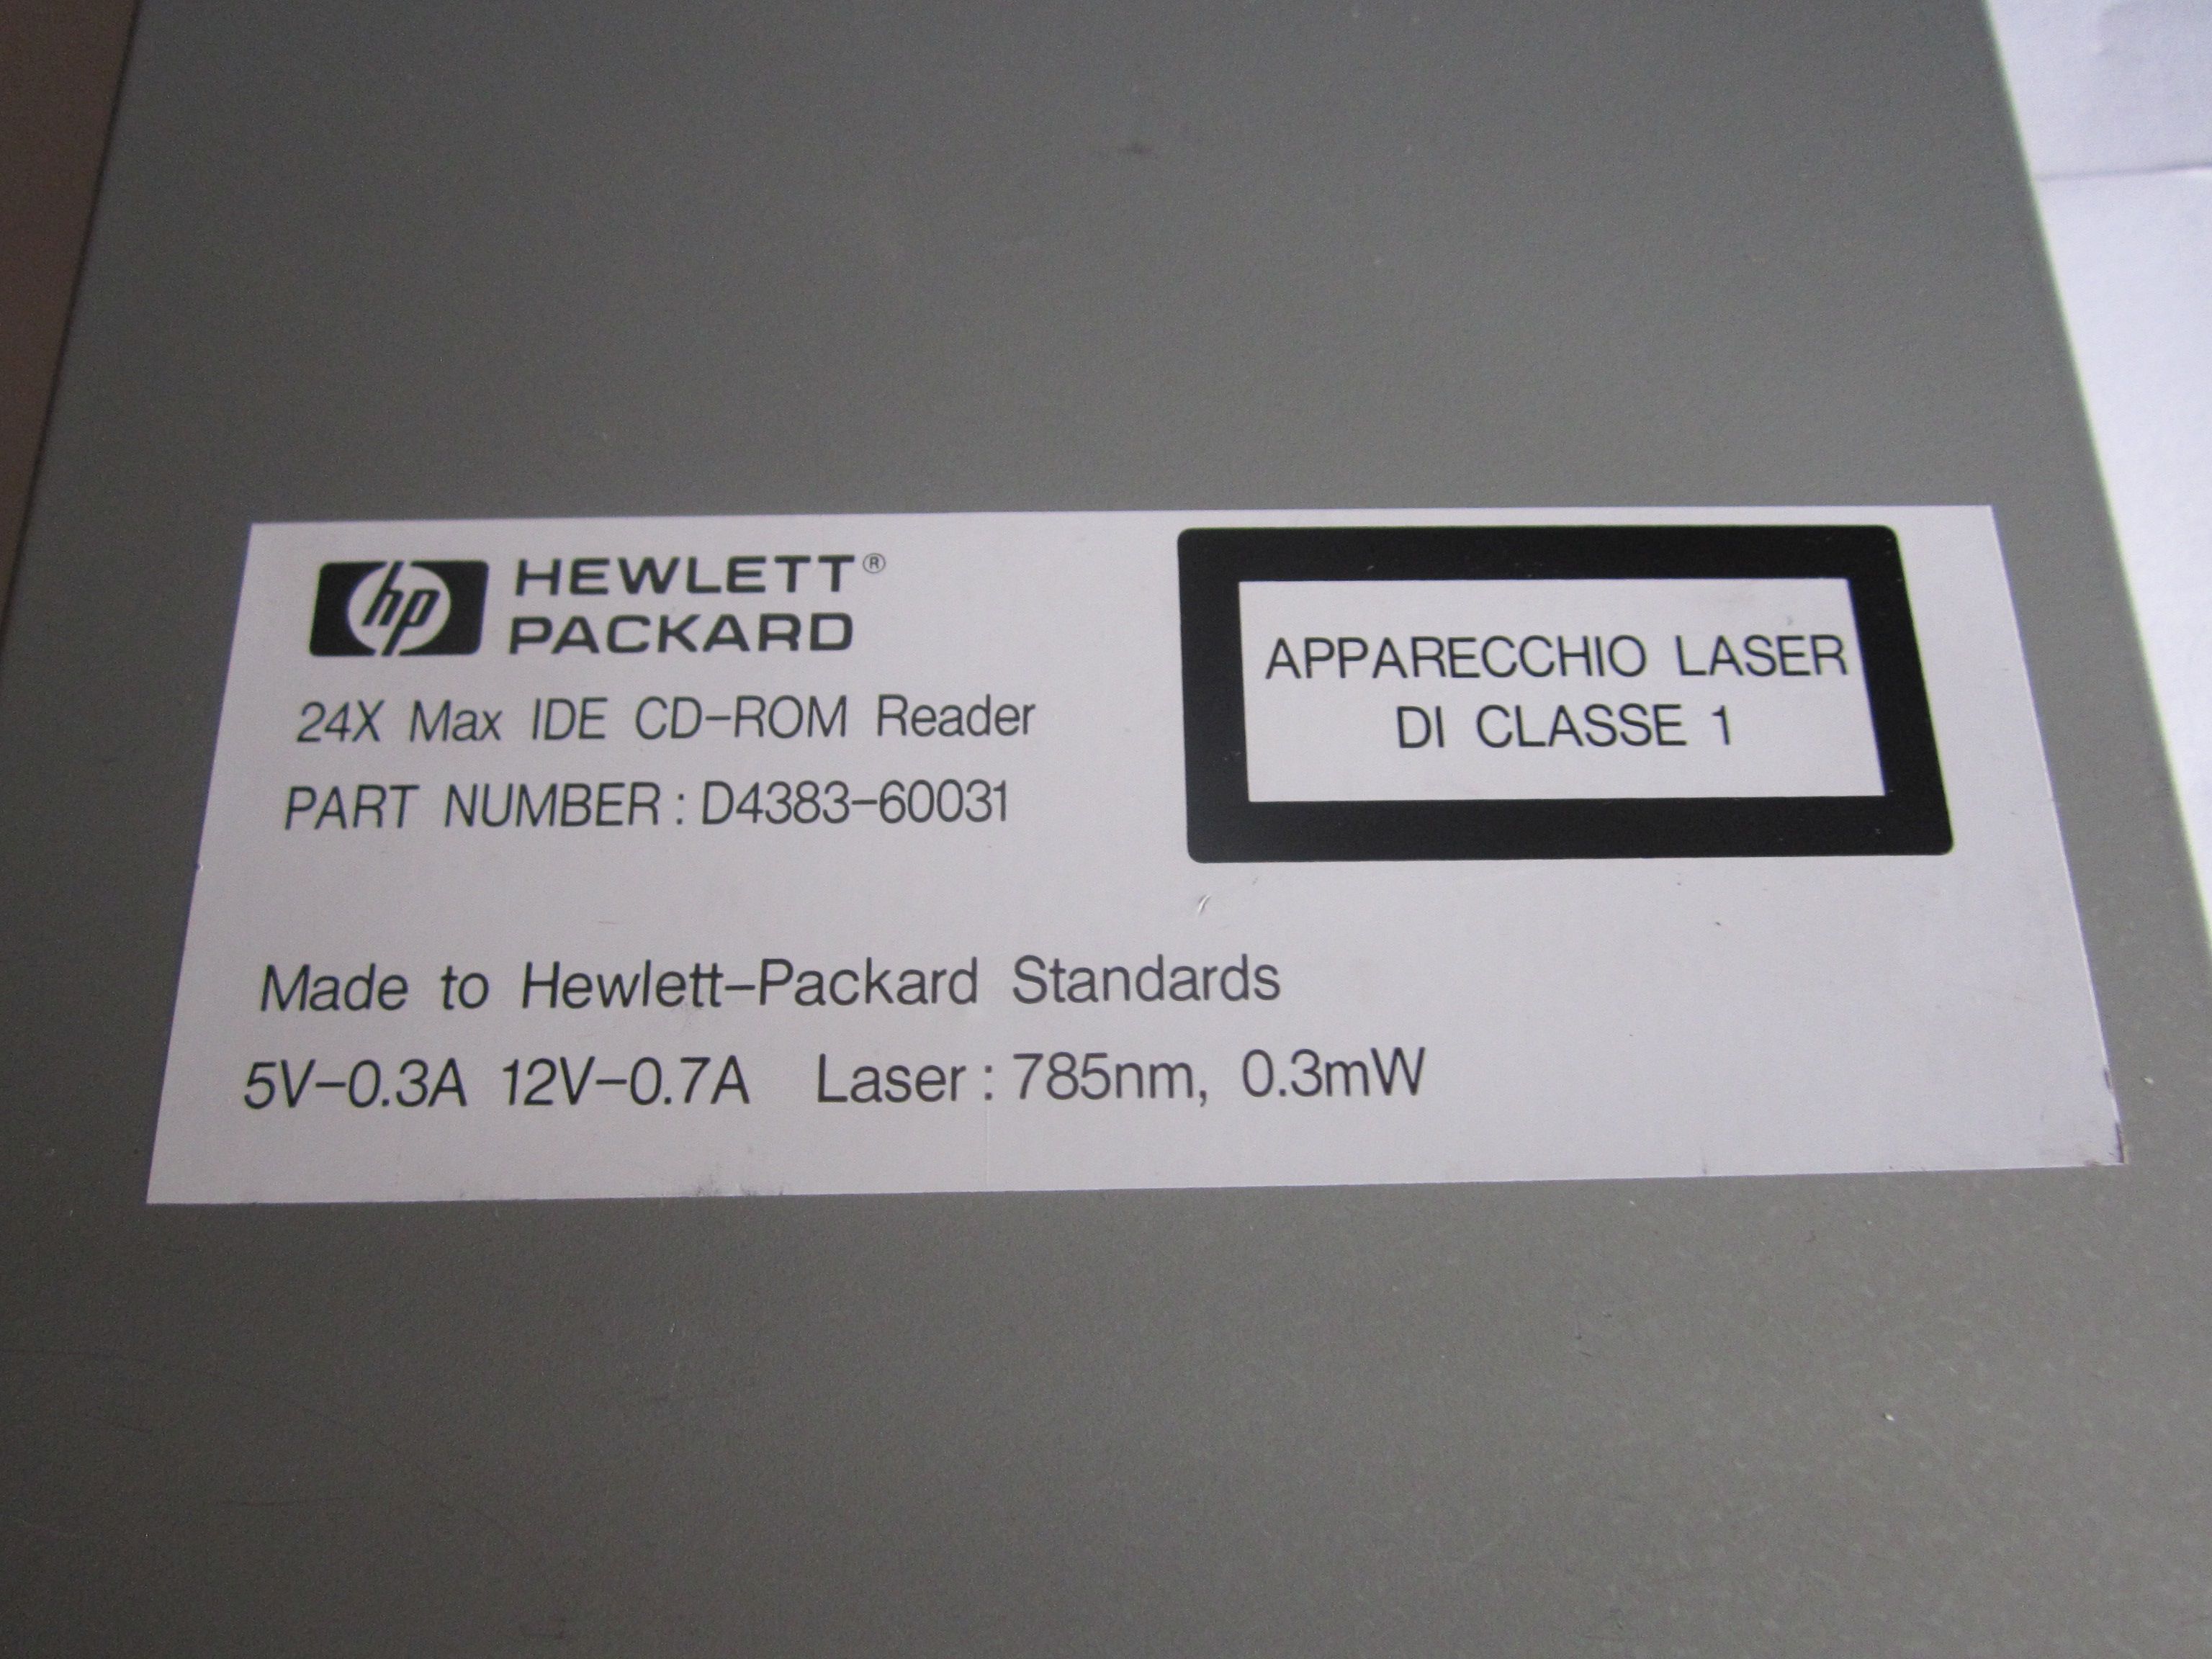 hp HEWLETT®
PACKARD
24X Max IDE CD-ROM Reader
PART NUMBER: D4383-60031
APPARECCHIO LASER
DI CLASSE 1
Made to Hewlett-Packard Standards
5V-0.3A 12V-0.7A Laser: 785nm, 0.3mW